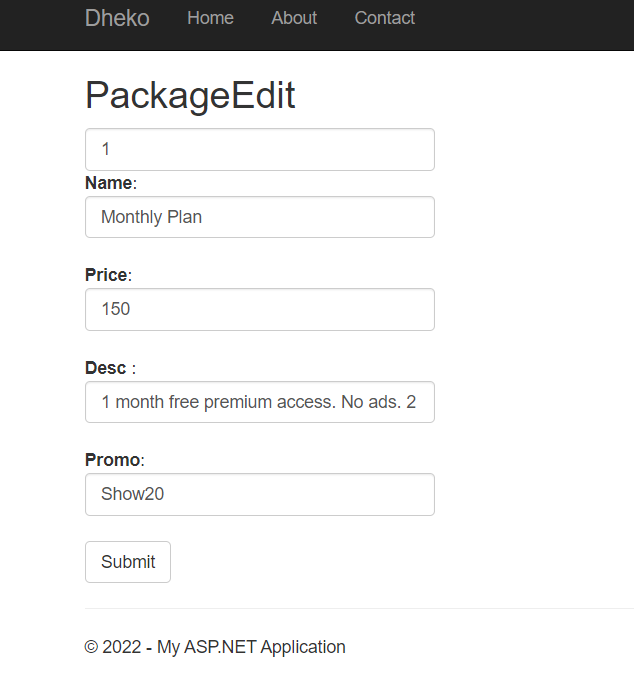 Dheko Home About Contact
PackageEdit
1
Name:
Monthly Plan
Price:
150
Desc :
1 month free premium access. No ads. 2
Promo:
Show20
Submit
© 2022 - My ASP.NET Application